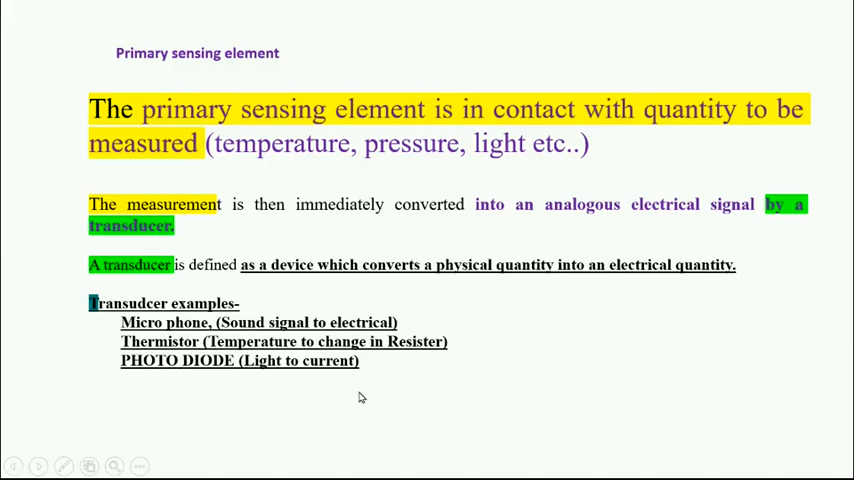 Primary sensing element
The primary sensing element is in contact with quantity to be
measured (temperature, pressure, light etc..)
The measurement is then immediately converted into an analogous electrical signal by a
transducer.
A transducer is defined as a device which converts a physical quantity into an electrical quantity.
Transudcer examples-
Micro phone, (Sound signal to electrical)
Thermistor (Temperature to change in Resister)
PHOTO DIODE (Light to current)